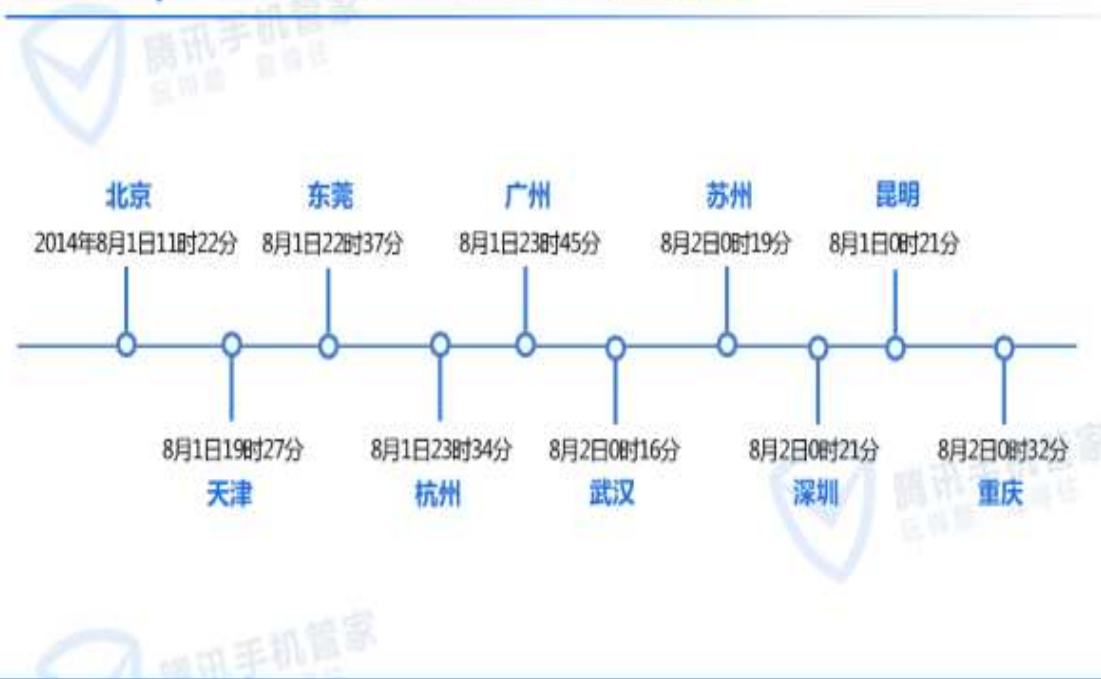 腾讯手机管家
北京
东莞
广州
苏州
昆明
2014年8月1日11时22分
8月1日22时37分
8月1日23时45分
8月2日0时19分
8月1日0时21分
8月1日19时27分
8月1日23时34分
8月2日0时16分
8月2日0时21分
8月2日0时32分
天津
杭州
武汉
深圳
重庆
腾讯手机管家
腾讯手机管家